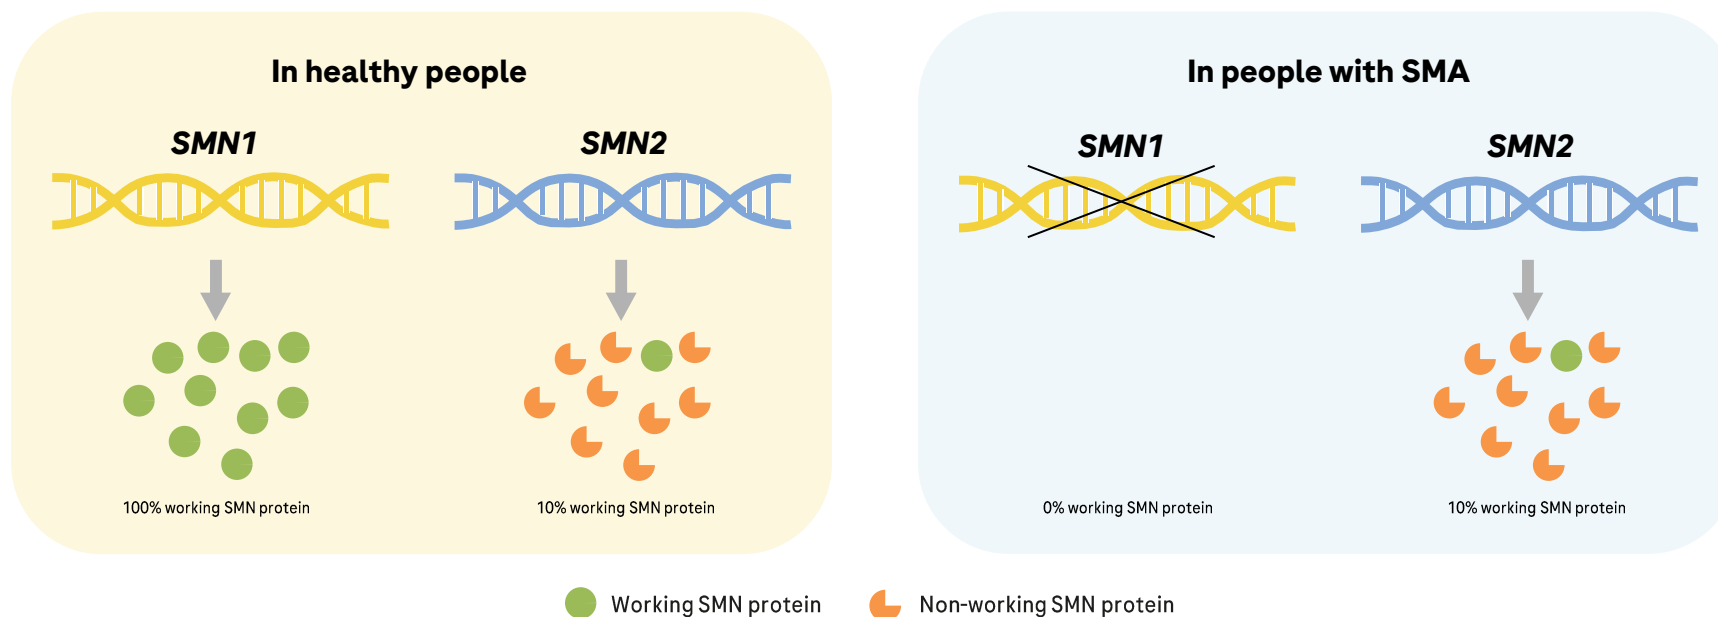 In healthy people
SMN1
SMN2
100% working SMN protein
10% working SMN protein
In people with SMA
SMN1
SMN2
0% working SMN protein
10% working SMN protein
Working SMN protein
Non-working SMN protein